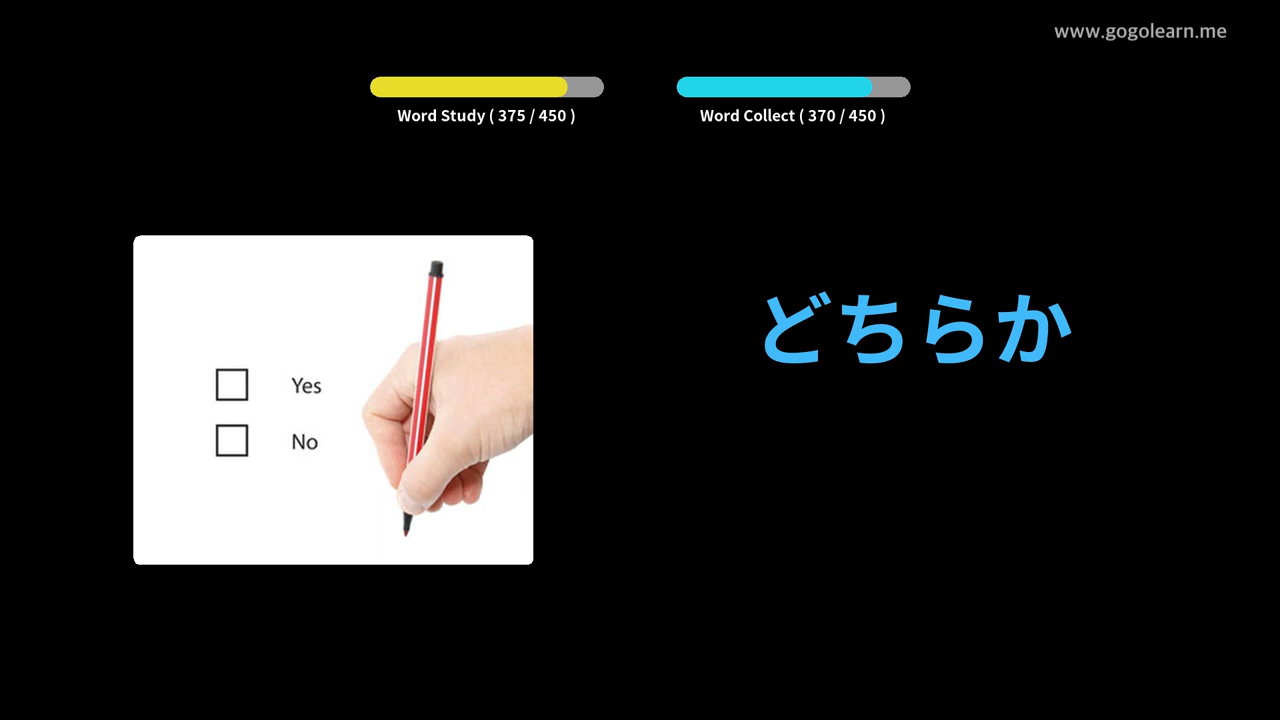 www.gogolearn.me
Word Study ( 375 / 450 )
Word Collect ( 370 / 450 )
Yes
No
どちらか